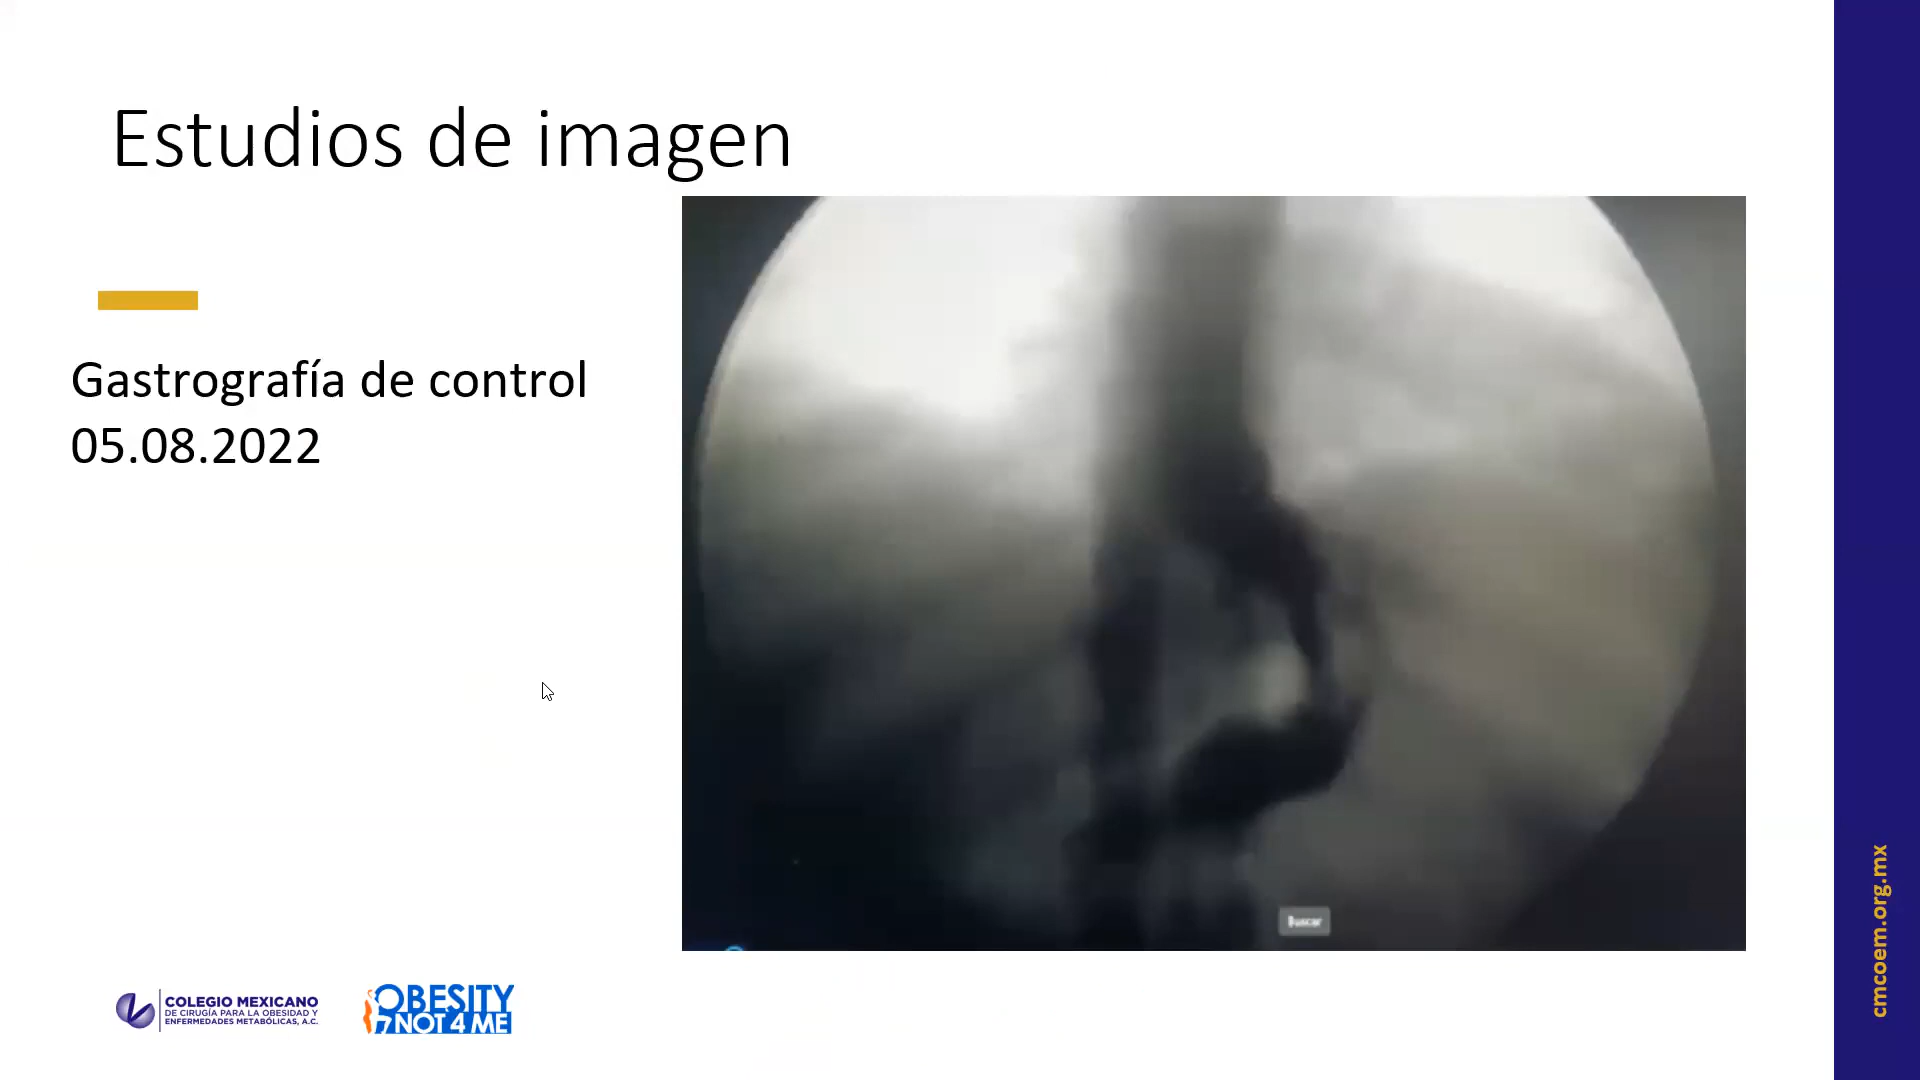 Estudios de imagen
Gastrografía de control
05.08.2022
Buscar
COLEGIO MEXICANO
DE CIRUGÍA PARA LA OBESIDAD Y
ENFERMEDADES METABÓLICAS, A.C.
OBESITY
NOT 4 ME
cmcoem.org.mx